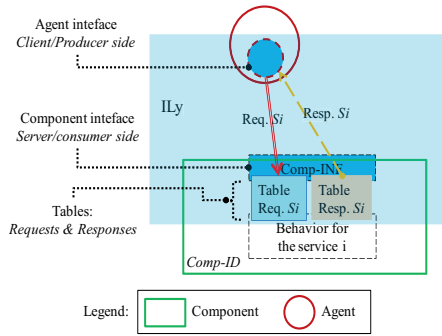 Agent inteface
Client/Producer side
ILy
Req. Si
Resp. Si
Component inteface
Server/consumer side
Comp-INF
Table
Req. Si
Table
Resp. Si
Tables:
Requests & Responses
Behavior for
the service i
Comp-ID
Legend:
Component
Agent